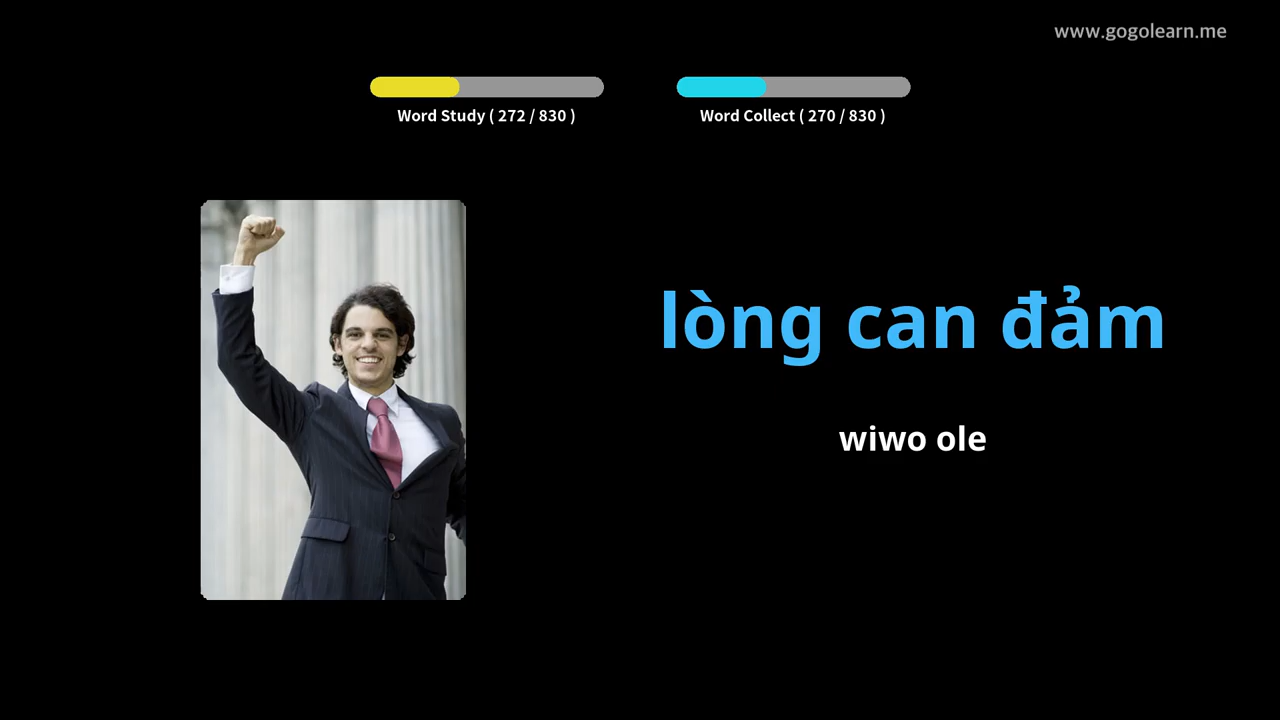 www.gogolearn.me
Word Study ( 272 / 830 )
Word Collect ( 270 / 830 )
lòng can đảm
wiwo ole